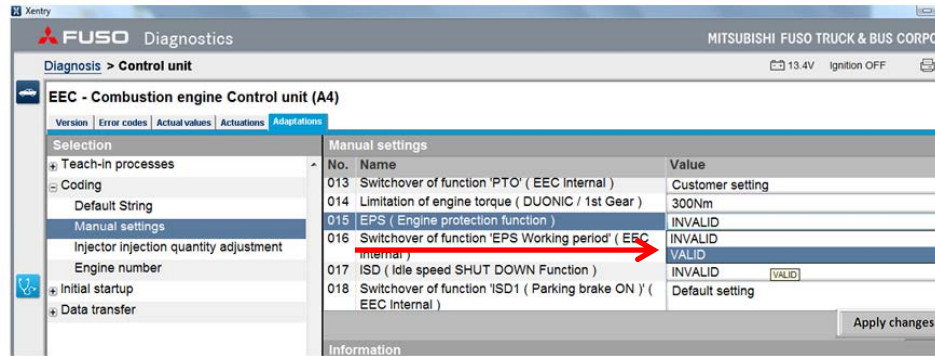 Xentry
FUSO Diagnostics
MITSUBISHI FUSO TRUCK & BUS CORPO
Diagnosis > Control unit
13.4V Ignition OFF
EEC - Combustion engine Control unit (A4)
Version Error codes Actual values Actuations Adaptations
Selection
Teach-in processes
Coding
Default String
Manual settings
Injector injection quantity adjustment
Engine number
Initial startup
Data transfer
Manual settings
No. Name Value
013 Switchover of function 'PTO' ( EEC Internal ) Customer setting
014 Limitation of engine torque ( DUONIC / 1st Gear ) 300Nm
015 EPS ( Engine protection function ) INVALID
016 Switchover of function 'EPS Working period' ( EEC INVALID
Internal ) VALID
017 ISD ( Idle speed SHUT DOWN Function ) INVALID
VALID
018 Switchover of function 'ISD1 ( Parking brake ON )' ( Default setting
EEC Internal )
Apply changes
Information